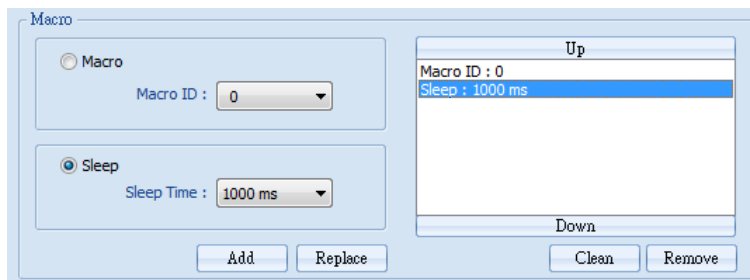 Macro
Macro
Macro ID : 0
Sleep
Sleep Time : 1000 ms
Add Replace
Up
Macro ID : 0
Sleep : 1000 ms
Down
Clean Remove